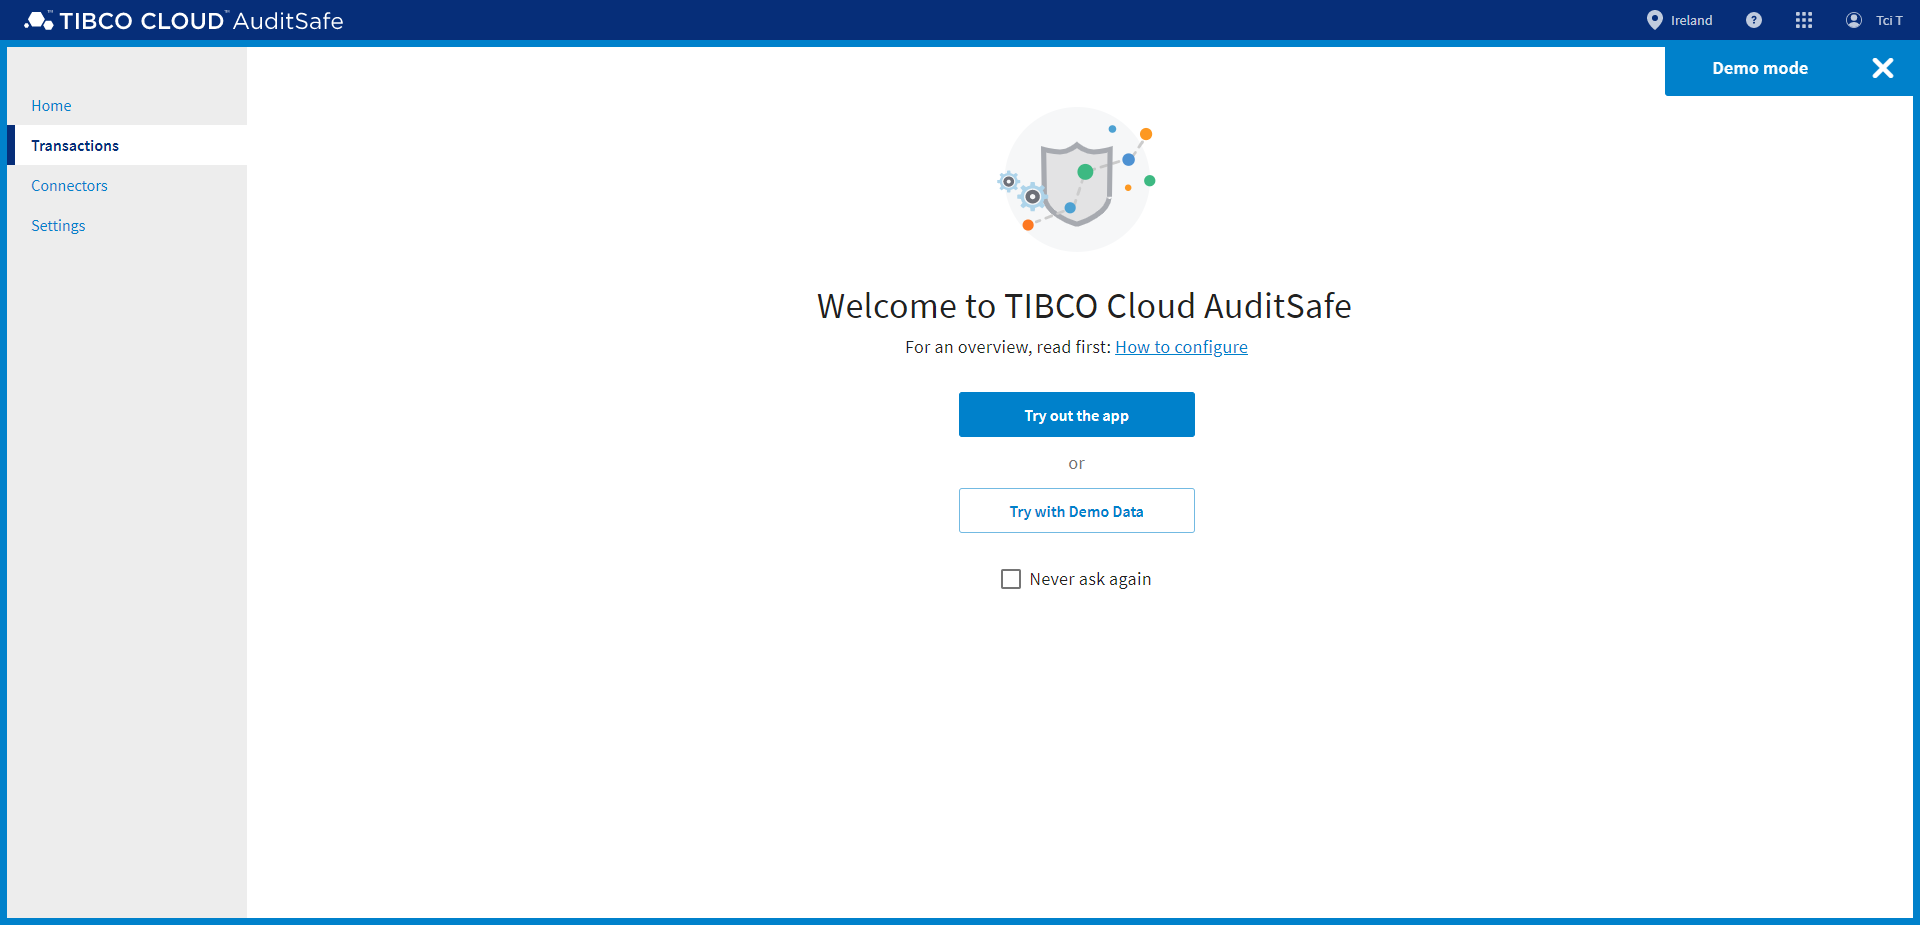 TIBCO CLOUD™ AuditSafe
Ireland
?
Tci T
Demo mode
Home
Transactions
Connectors
Settings
Welcome to TIBCO Cloud AuditSafe
For an overview, read first: How to configure
Try out the app
or
Try with Demo Data
Never ask again